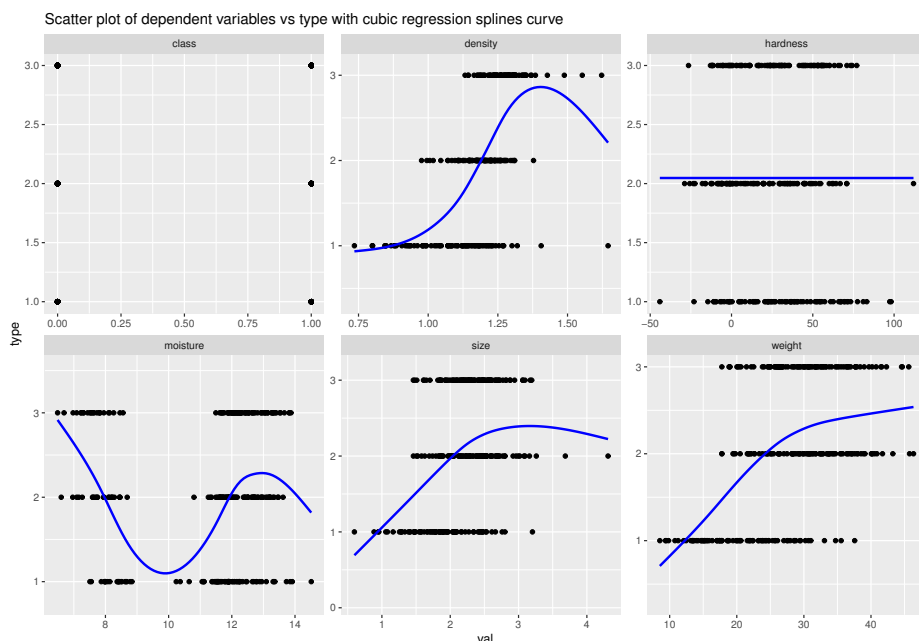 Scatter plot of dependent variables vs type with cubic regression splines curve
class density hardness
3.0 3 3.0
2.5 2.5
2 
2.0 2.0
1.5 1 1.5
1.0 1.0
0.00 0.25 0.50 0.75 1.00 0.75 1.00 1.25 1.50 −50 0 50 100
type
moisture size weight
3 3 3
2 2 2
1 1 1
0
8 10 12 14 1 2 3 4 10 20 30 40
val